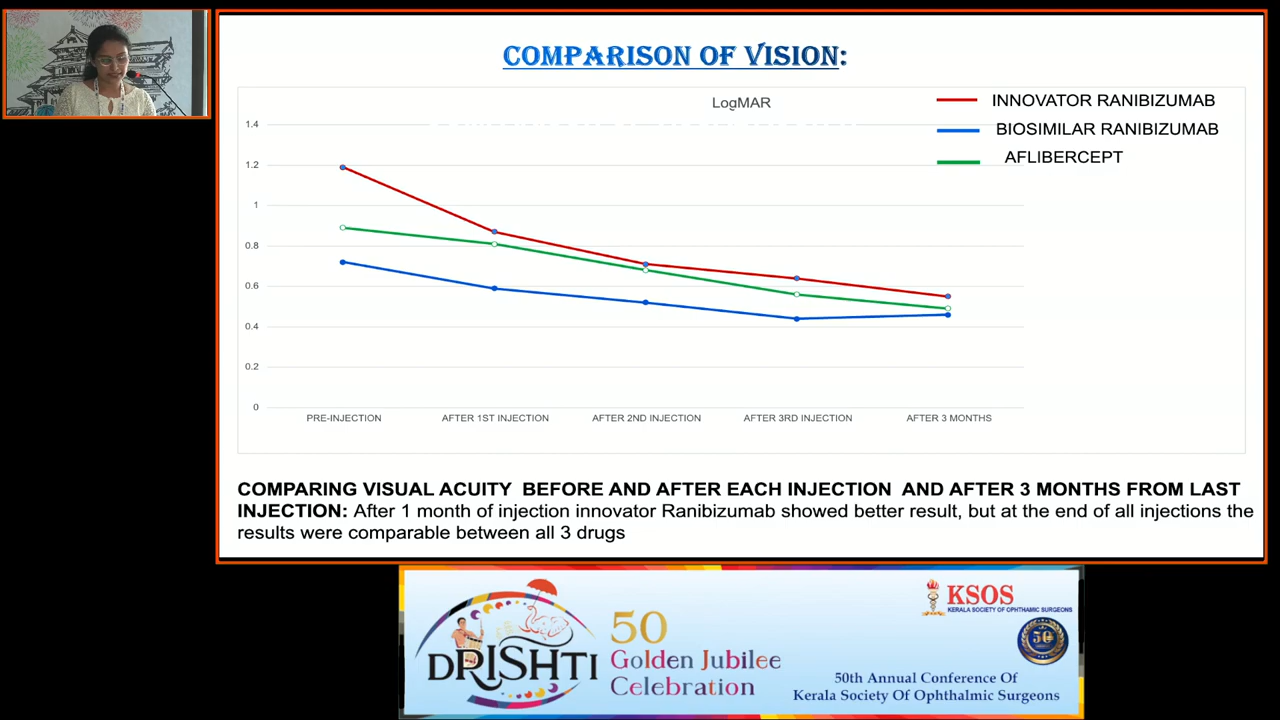 COMPARISON OF VISION:
LogMAR
INNOVATOR RANIBIZUMAB
BIOSIMILAR RANIBIZUMAB
AFLIBERCEPT
1.4
1.2
1
0.8
0.6
0.4
0.2
0
PRE-INJECTION
AFTER 1ST INJECTION
AFTER 2ND INJECTION
AFTER 3RD INJECTION
AFTER 3 MONTHS
COMPARING VISUAL ACUITY BEFORE AND AFTER EACH INJECTION AND AFTER 3 MONTHS FROM LAST
INJECTION: After 1 month of injection innovator Ranibizumab showed better result, but at the end of all injections the
results were comparable between all 3 drugs
DRISHTI
50
Golden Jubilee
Celebration
KSOS
KERALA SOCIETY OF OPHTHAMIC SURGEONS
50
50th Annual Conference Of
Kerala Society Of Ophthalmic Surgeons